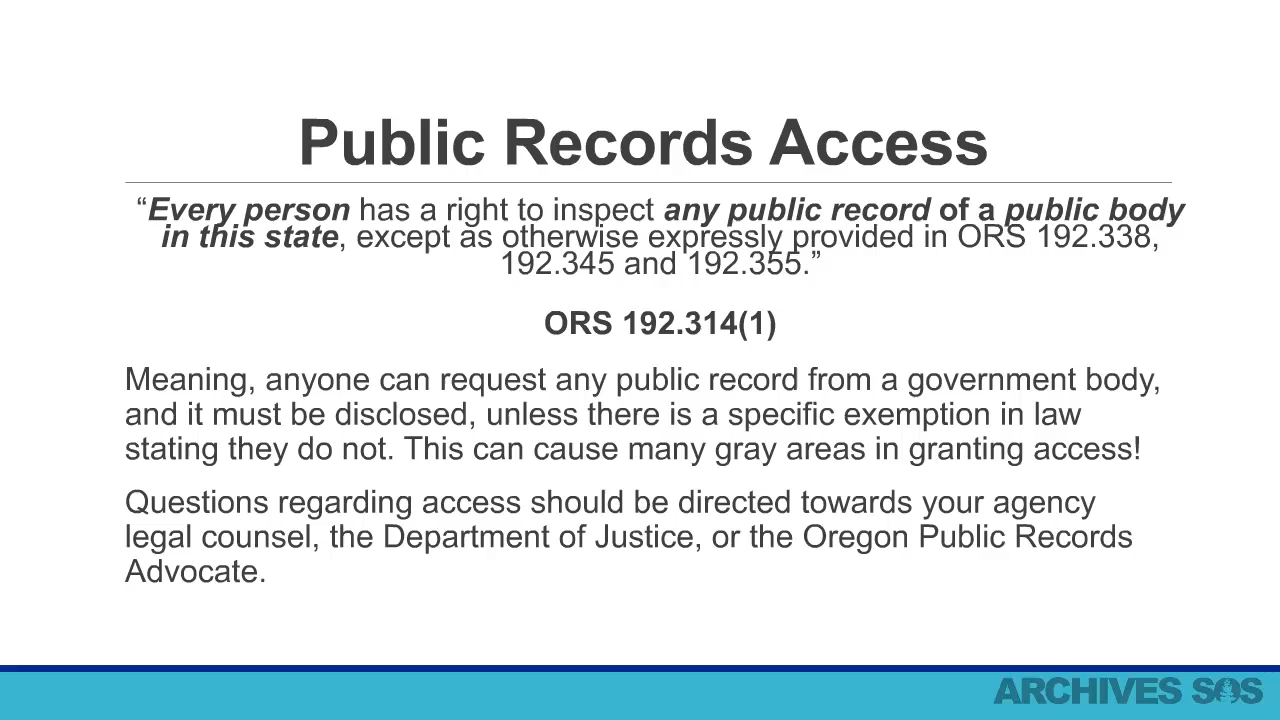 Public Records Access
“Every person has a right to inspect any public record of a public body
in this state, except as otherwise expressly provided in ORS 192.338,
192.345 and 192.355.”
ORS 192.314(1)
Meaning, anyone can request any public record from a government body,
and it must be disclosed, unless there is a specific exemption in law
stating they do not. This can cause many gray areas in granting access!
Questions regarding access should be directed towards your agency
legal counsel, the Department of Justice, or the Oregon Public Records
Advocate.
ARCHIVES SOS